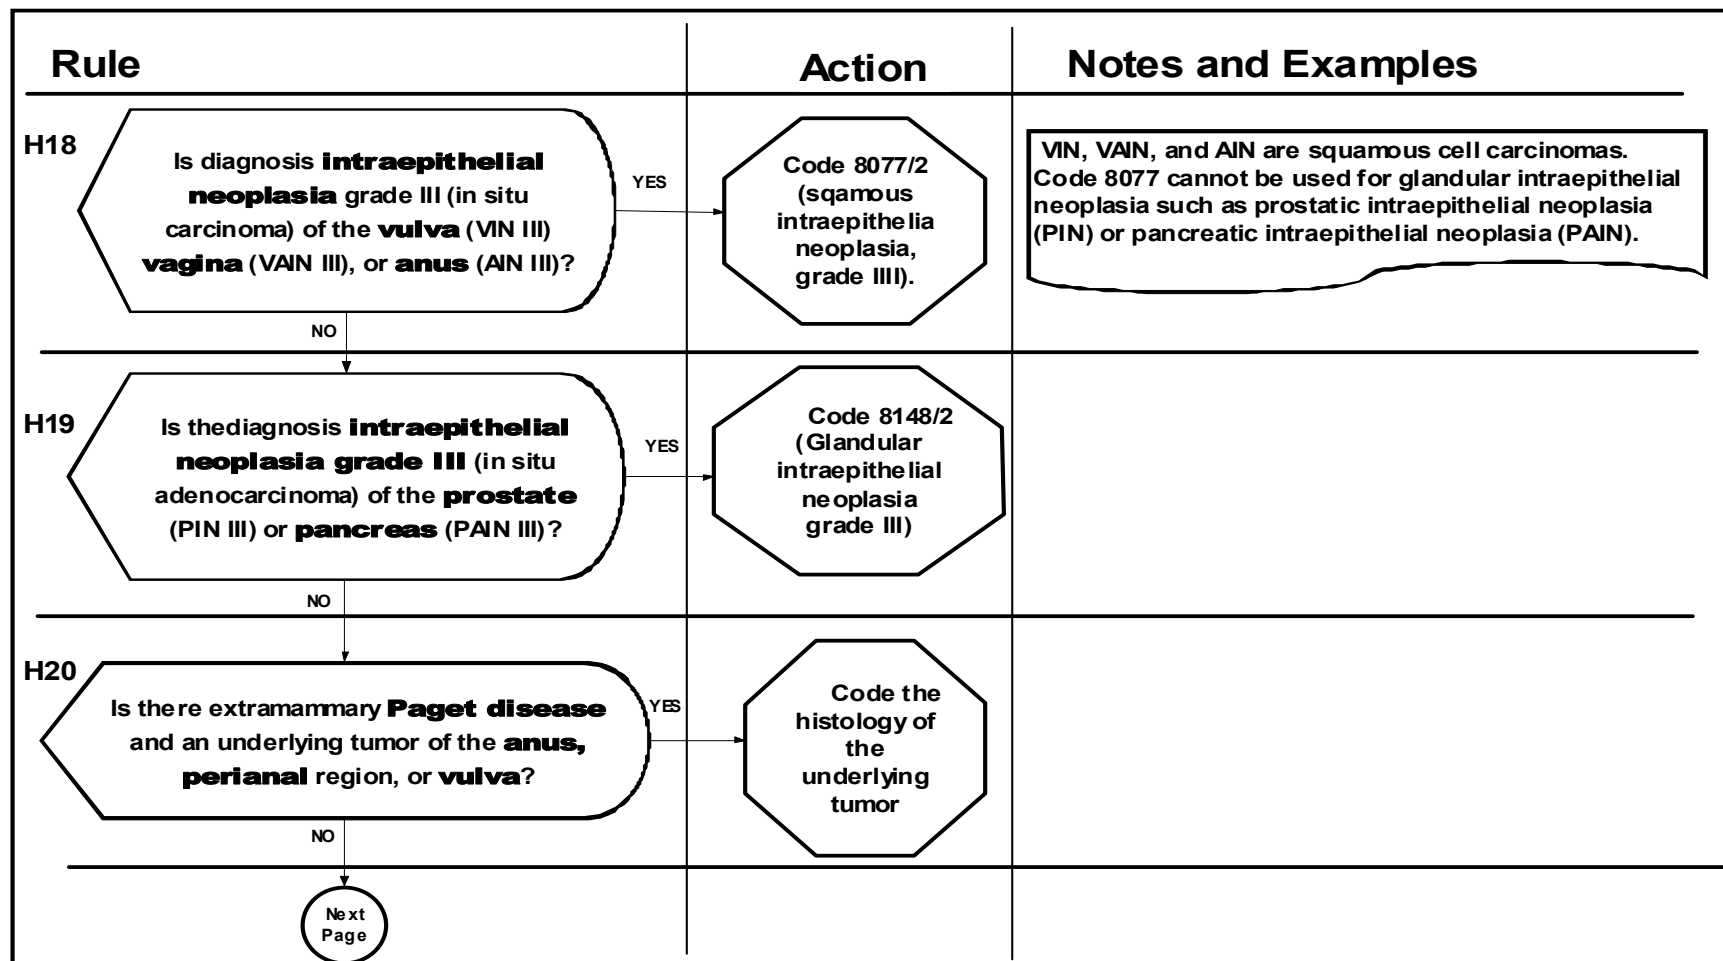 Rule
Action
Notes and Examples
H18
Is diagnosis intraepithelial
neoplasia grade III (in situ
carcinoma) of the vulva (VIN III)
vagina (VAIN III), or anus (AIN III)?
YES
Code 8077/2
(sqamous
intraepithelia
neoplasia,
grade IIII).
VIN, VAIN, and AIN are squamous cell carcinomas.
Code 8077 cannot be used for glandular intraepithelial
neoplasia such as prostatic intraepithelial neoplasia
(PIN) or pancreatic intraepithelial neoplasia (PAIN).
NO
H19
Is thediagnosis intraepithelial
neoplasia grade III (in situ
adenocarcinoma) of the prostate
(PIN III) or pancreas (PAIN III)?
YES
Code 8148/2
(Glandular
intraepithelial
neoplasia
grade III)
NO
H20
Is there extramammary Paget disease
and an underlying tumor of the anus,
perianal region, or vulva?
YES
Code the
histology of
the
underlying
tumor
NO
Next
Page